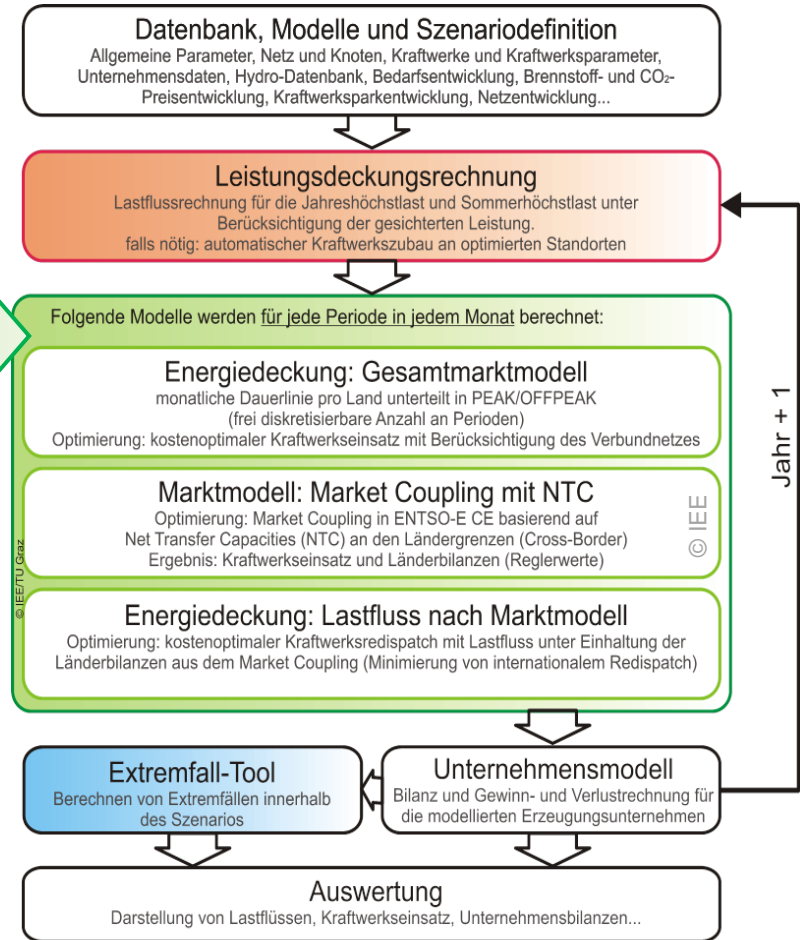 Datenbank, Modelle und Szenariodefinition
Allgemeine Parameter, Netz und Knoten, Kraftwerke und Kraftwerksparameter,
Unternehmensdaten, Hydro-Datenbank, Bedarfsentwicklung, Brennstoff- und CO₂-
Preisentwicklung, Kraftwerksparkentwicklung, Netzentwicklung...
Leistungsdeckungsrechnung
Lastflussrechnung für die Jahreshöchstlast und Sommerhöchstlast unter
Berücksichtigung der gesicherten Leistung.
falls nötig: automatischer Kraftwerkszubau an optimierten Standorten
Folgende Modelle werden für jede Periode in jedem Monat berechnet:
Energiedeckung: Gesamtmarktmodell
monatliche Dauerlinie pro Land unterteilt in PEAK/OFFPEAK
(frei diskretisierbare Anzahl an Perioden)
Optimierung: kostenoptimaler Kraftwerkseinsatz mit Berücksichtigung des Verbundnetzes
Jahr + 1
Marktmodell: Market Coupling mit NTC
Optimierung: Market Coupling in ENTSO-E CE basierend auf
Net Transfer Capacities (NTC) an den Ländergrenzen (Cross-Border)
Ergebnis: Kraftwerkseinsatz und Länderbilanzen (Reglerwerte)
© IEE
© IEE/TU Graz
Energiedeckung: Lastfluss nach Marktmodell
Optimierung: kostenoptimaler Kraftwerksredispatch mit Lastfluss unter Einhaltung der
Länderbilanzen aus dem Market Coupling (Minimierung von internationalem Redispatch)
Extremfall-Tool
Berechnen von Extremfällen innerhalb
des Szenarios
Unternehmensmodell
Bilanz und Gewinn- und Verlustrechnung für
die modellierten Erzeugungsunternehmen
Auswertung
Darstellung von Lastflüssen, Kraftwerkseinsatz, Unternehmensbilanzen...